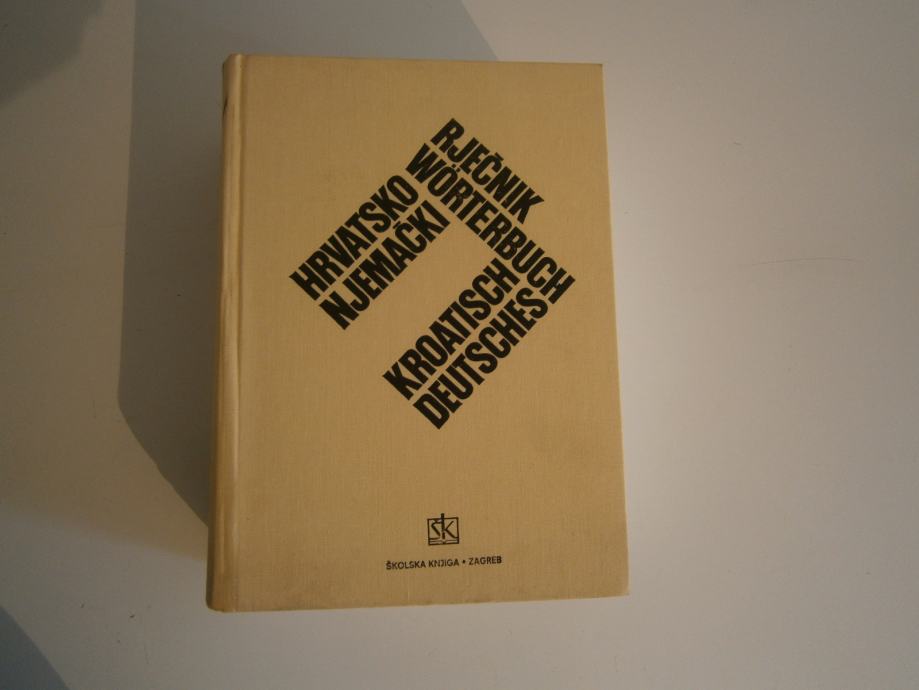 HRVATSKO
NJEMAČKI
RJEČNIK
WÖRTERBUCH
KROATISCH
DEUTSCHES
ŠK
ŠKOLSKA KNJIGA • ZAGREB